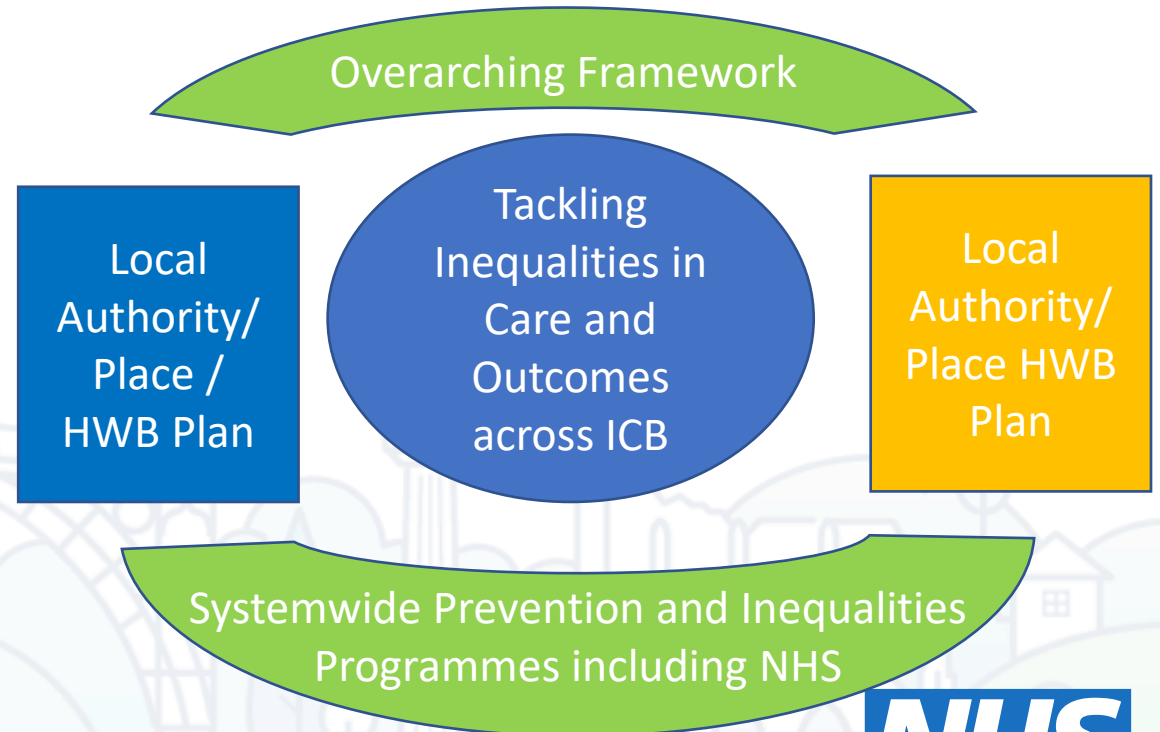 Overarching Framework
Local
Authority/
Place /
HWB Plan
Tackling
Inequalities in
Care and
Outcomes
across ICB
Local
Authority/
Place HWB
Plan
Systemwide Prevention and Inequalities
Programmes including NHS
NHS